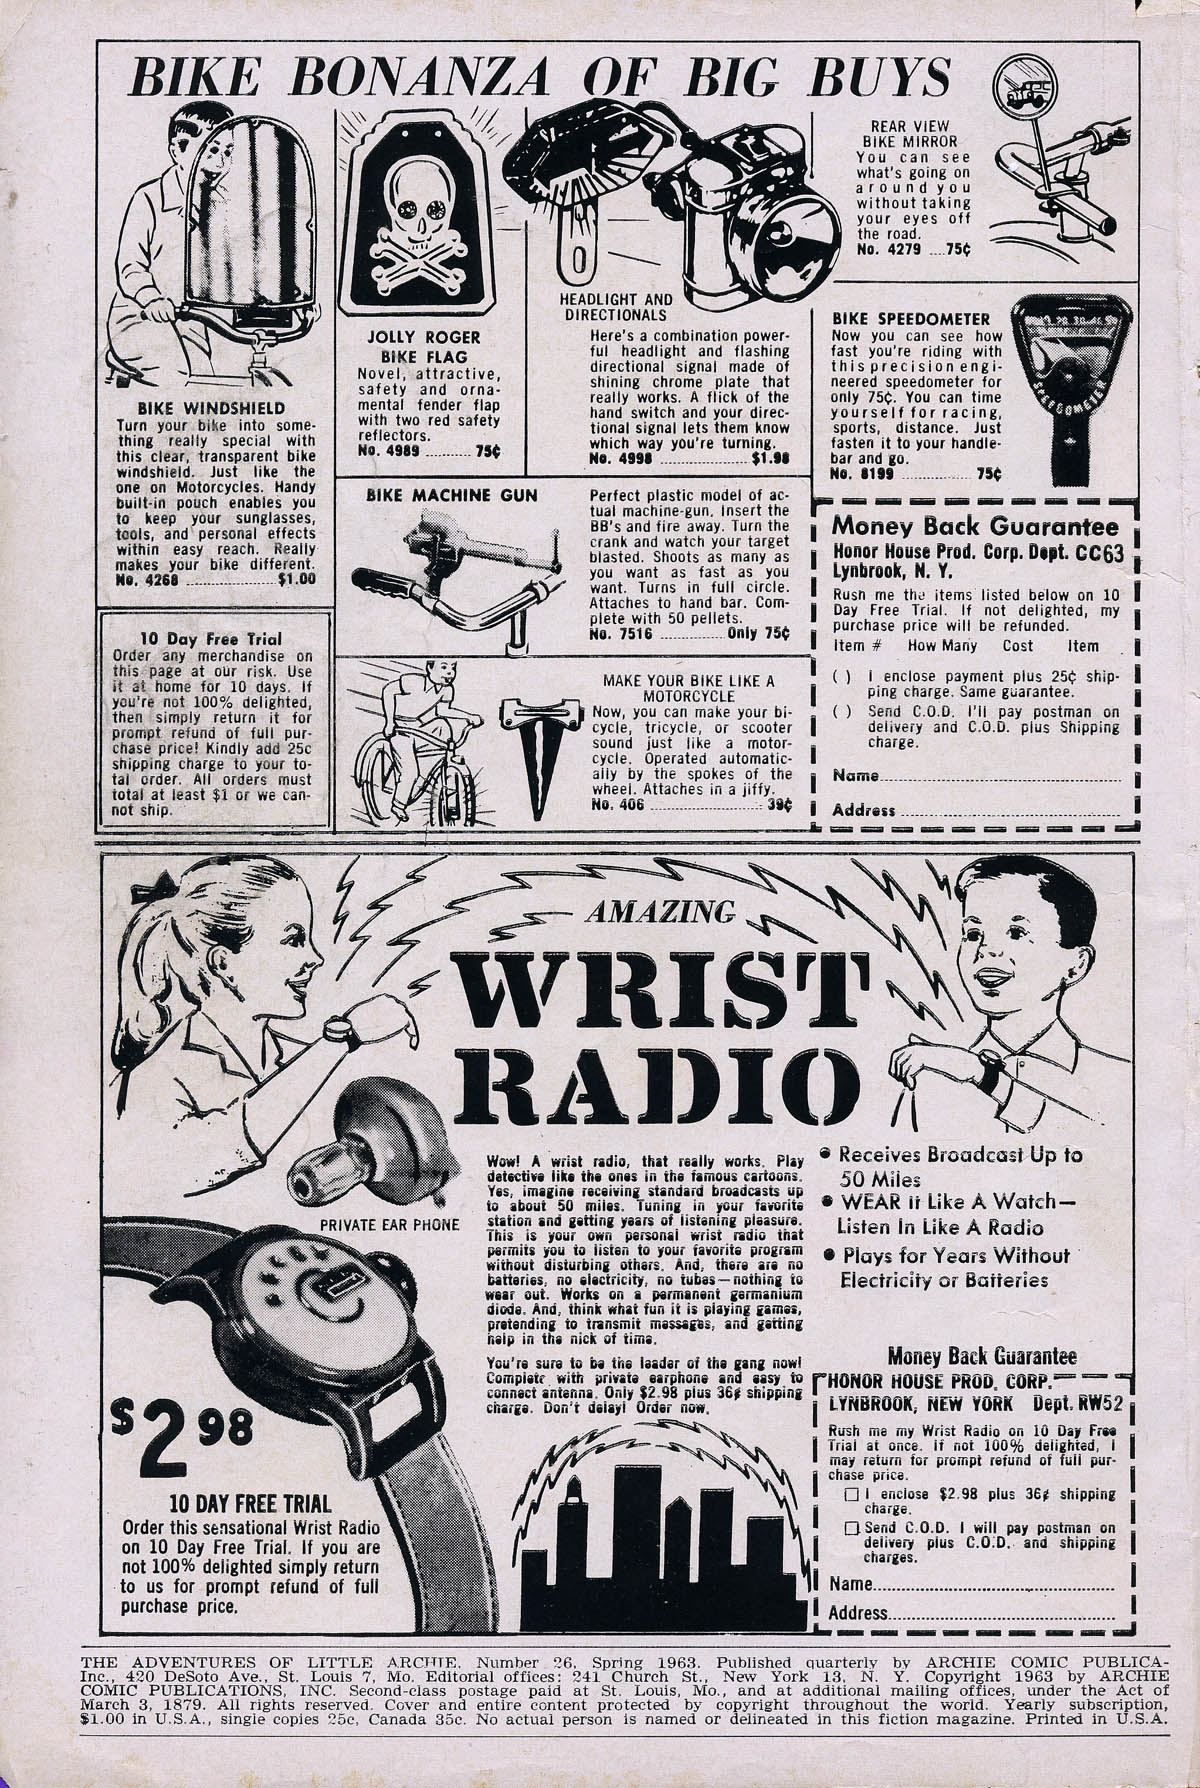 BIKE BONANZA OF BIG BUYS
BIKE WINDSHIELD
Turn your bike into some-
thing really special with
this clear, transparent bike
windshield. Just like the
one on Motorcycles. Handy
built-in pouch enables you
to keep your sunglasses,
tools, and personal effects
within easy reach. Really
makes your bike different.
No. 4268 ................ $1.00
JOLLY ROGER
BIKE FLAG
Novel, attractive,
safety and orna-
mental fender flap
with two red safety
reflectors.
No. 4989 .......... 75¢
HEADLIGHT AND
DIRECTIONALS
Here's a combination power-
ful headlight and flashing
directional signal made of
shining chrome plate that
really works. A flick of the
hand switch and your direc-
tional signal lets them know
which way you're turning.
No. 4998 .................... $1.98
REAR VIEW
BIKE MIRROR
You can see
what's going on
around you
without taking
your eyes off
the road.
No. 4279 .... 75¢
BIKE SPEEDOMETER
Now you can see how
fast you're riding with
this precision engi-
neered speedometer for
only 75¢. You can time
yourself for racing,
sports, distance. Just
fasten it to your handle-
bar and go.
No. 8199 ................ 75¢
SPEEDOMETER
BIKE MACHINE GUN
Perfect plastic model of ac-
tual machine-gun. Insert the
BB's and fire away. Turn the
crank and watch your target
blasted. Shoots as many as
you want as fast as you
want. Turns in full circle.
Attaches to hand bar. Com-
plete with 50 pellets.
No. 7516 .............. Only 75¢
10 Day Free Trial
Order any merchandise on
this page at our risk. Use
it at home for 10 days. If
you're not 100% delighted,
then simply return it for
prompt refund of full pur-
chase price! Kindly add 25c
shipping charge to your to-
tal order. All orders must
total at least $1 or we can-
not ship.
MAKE YOUR BIKE LIKE A
MOTORCYCLE
Now, you can make your bi-
cycle, tricycle, or scooter
sound just like a motor-
cycle. Operated automatic-
ally by the spokes of the
wheel. Attaches in a jiffy.
No. 406 ........................ 39¢
Money Back Guarantee
Honor House Prod. Corp. Dept. CC63
Lynbrook, N. Y.
Rush me the items listed below on 10
Day Free Trial. If not delighted, my
purchase price will be refunded.
Item # How Many Cost Item
( ) I enclose payment plus 25¢ ship-
ping charge. Same guarantee.
( ) Send C.O.D. I'll pay postman on
delivery and C.O.D. plus Shipping
charge.
Name
Address
AMAZING
WRIST
RADIO
PRIVATE EAR PHONE
Wow! A wrist radio, that really works. Play
detective like the ones in the famous cartoons.
Yes, imagine receiving standard broadcasts up
to about 50 miles. Tuning in your favorite
station and getting years of listening pleasure.
This is your own personal wrist radio that
permits you to listen to your favorite program
without disturbing others. And, there are no
batteries, no electricity, no tubes—nothing to
wear out. Works on a permanent germanium
diode. And, think what fun it is playing games,
pretending to transmit messages, and getting
help in the nick of time.
You're sure to be the leader of the gang now!
Complete with private earphone and easy to
connect antenna. Only $2.98 plus 36¢ shipping
charge. Don't delay! Order now.
• Receives Broadcast Up to
50 Miles
• WEAR it Like A Watch—
Listen In Like A Radio
• Plays for Years Without
Electricity or Batteries
$2.98
10 DAY FREE TRIAL
Order this sensational Wrist Radio
on 10 Day Free Trial. If you are
not 100% delighted simply return
to us for prompt refund of full
purchase price.
Money Back Guarantee
HONOR HOUSE PROD. CORP.
LYNBROOK, NEW YORK Dept. RW52
Rush me my Wrist Radio on 10 Day Free
Trial at once. If not 100% delighted, I
may return for prompt refund of full pur-
chase price.
☐ I enclose $2.98 plus 36¢ shipping
charge.
☐ Send C.O.D. I will pay postman on
delivery plus C.O.D. and shipping
charges.
Name
Address
THE ADVENTURES OF LITTLE ARCHIE. Number 26, Spring 1963. Published quarterly by ARCHIE COMIC PUBLICA-
Inc., 420 DeSoto Ave., St. Louis 7, Mo. Editorial offices: 241 Church St., New York 13, N. Y. Copyright 1963 by ARCHIE
COMIC PUBLICATIONS, INC. Second-class postage paid at St. Louis, Mo., and at additional mailing offices, under the Act of
March 3, 1879. All rights reserved. Cover and entire content protected by copyright throughout the world. Yearly subscription,
$1.00 in U.S.A., single copies 25c, Canada 35c. No actual person is named or delineated in this fiction magazine. Printed in U.S.A.